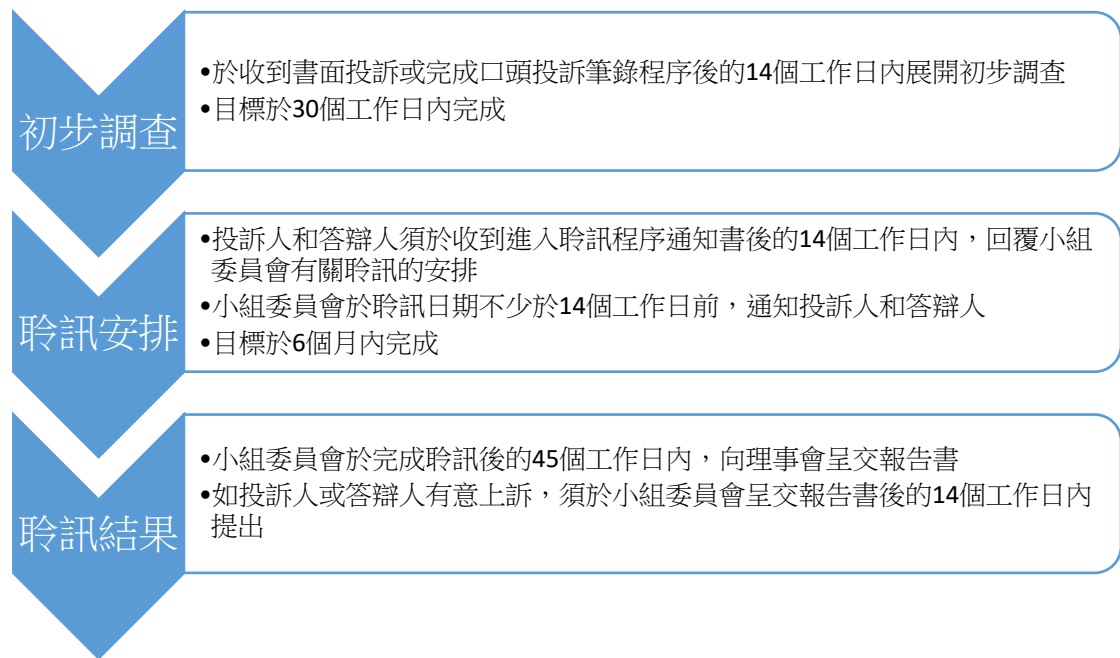 初步調查
•於收到書面投訴或完成口頭投訴筆錄程序後的14個工作日內展開初步調查
•目標於30個工作日內完成
聆訊安排
•投訴人和答辯人須於收到進入聆訊程序通知書後的14個工作日內，回覆小組
委員會有關聆訊的安排
•小組委員會於聆訊日期不少於14個工作日前，通知投訴人和答辯人
•目標於6個月內完成
聆訊結果
•小組委員會於完成聆訊後的45個工作日內，向理事會呈交報告書
•如投訴人或答辯人有意上訴，須於小組委員會呈交報告書後的14個工作日內
提出